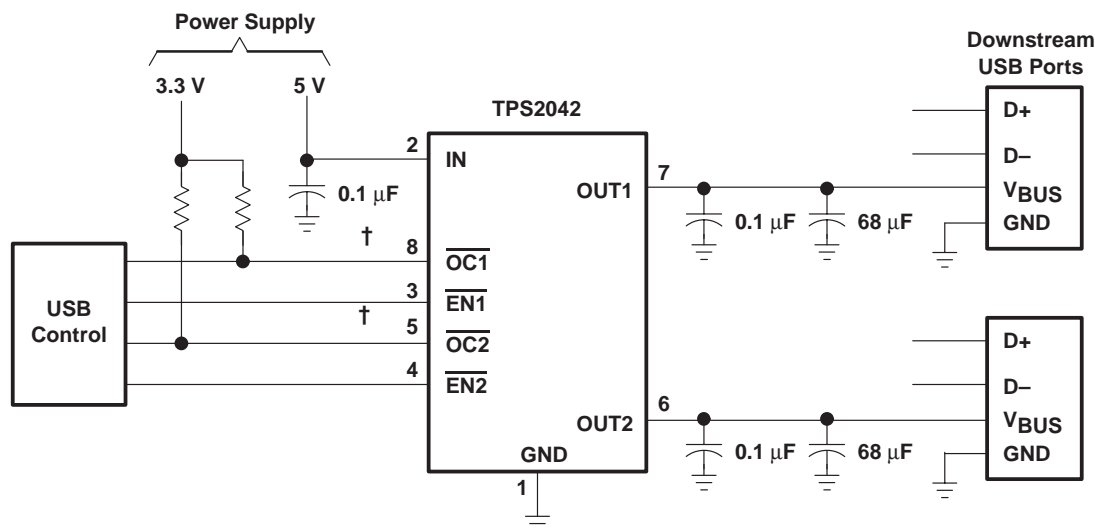 Power Supply
3.3 V
5 V
TPS2042
Downstream
USB Ports
2
IN
0.1 μF
†
8
OC1
3
EN1
†
5
OC2
4
EN2
USB
Control
OUT1
7
0.1 μF
68 μF
D+
D–
VBUS
GND
OUT2
6
0.1 μF
68 μF
D+
D–
VBUS
GND
GND
1